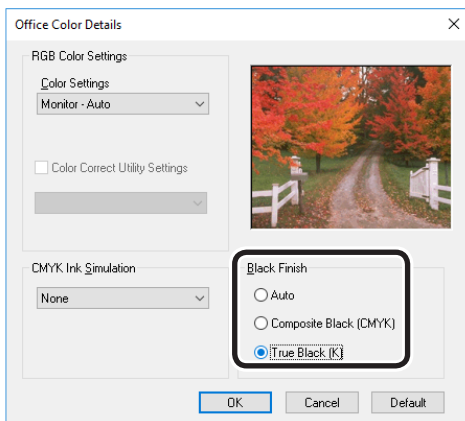 Office Color Details
RGB Color Settings
Color Settings
Monitor - Auto
Color Correct Utility Settings
CMYK Ink Simulation
None
Black Finish
Auto
Composite Black (CMYK)
True Black (K)
OK
Cancel
Default